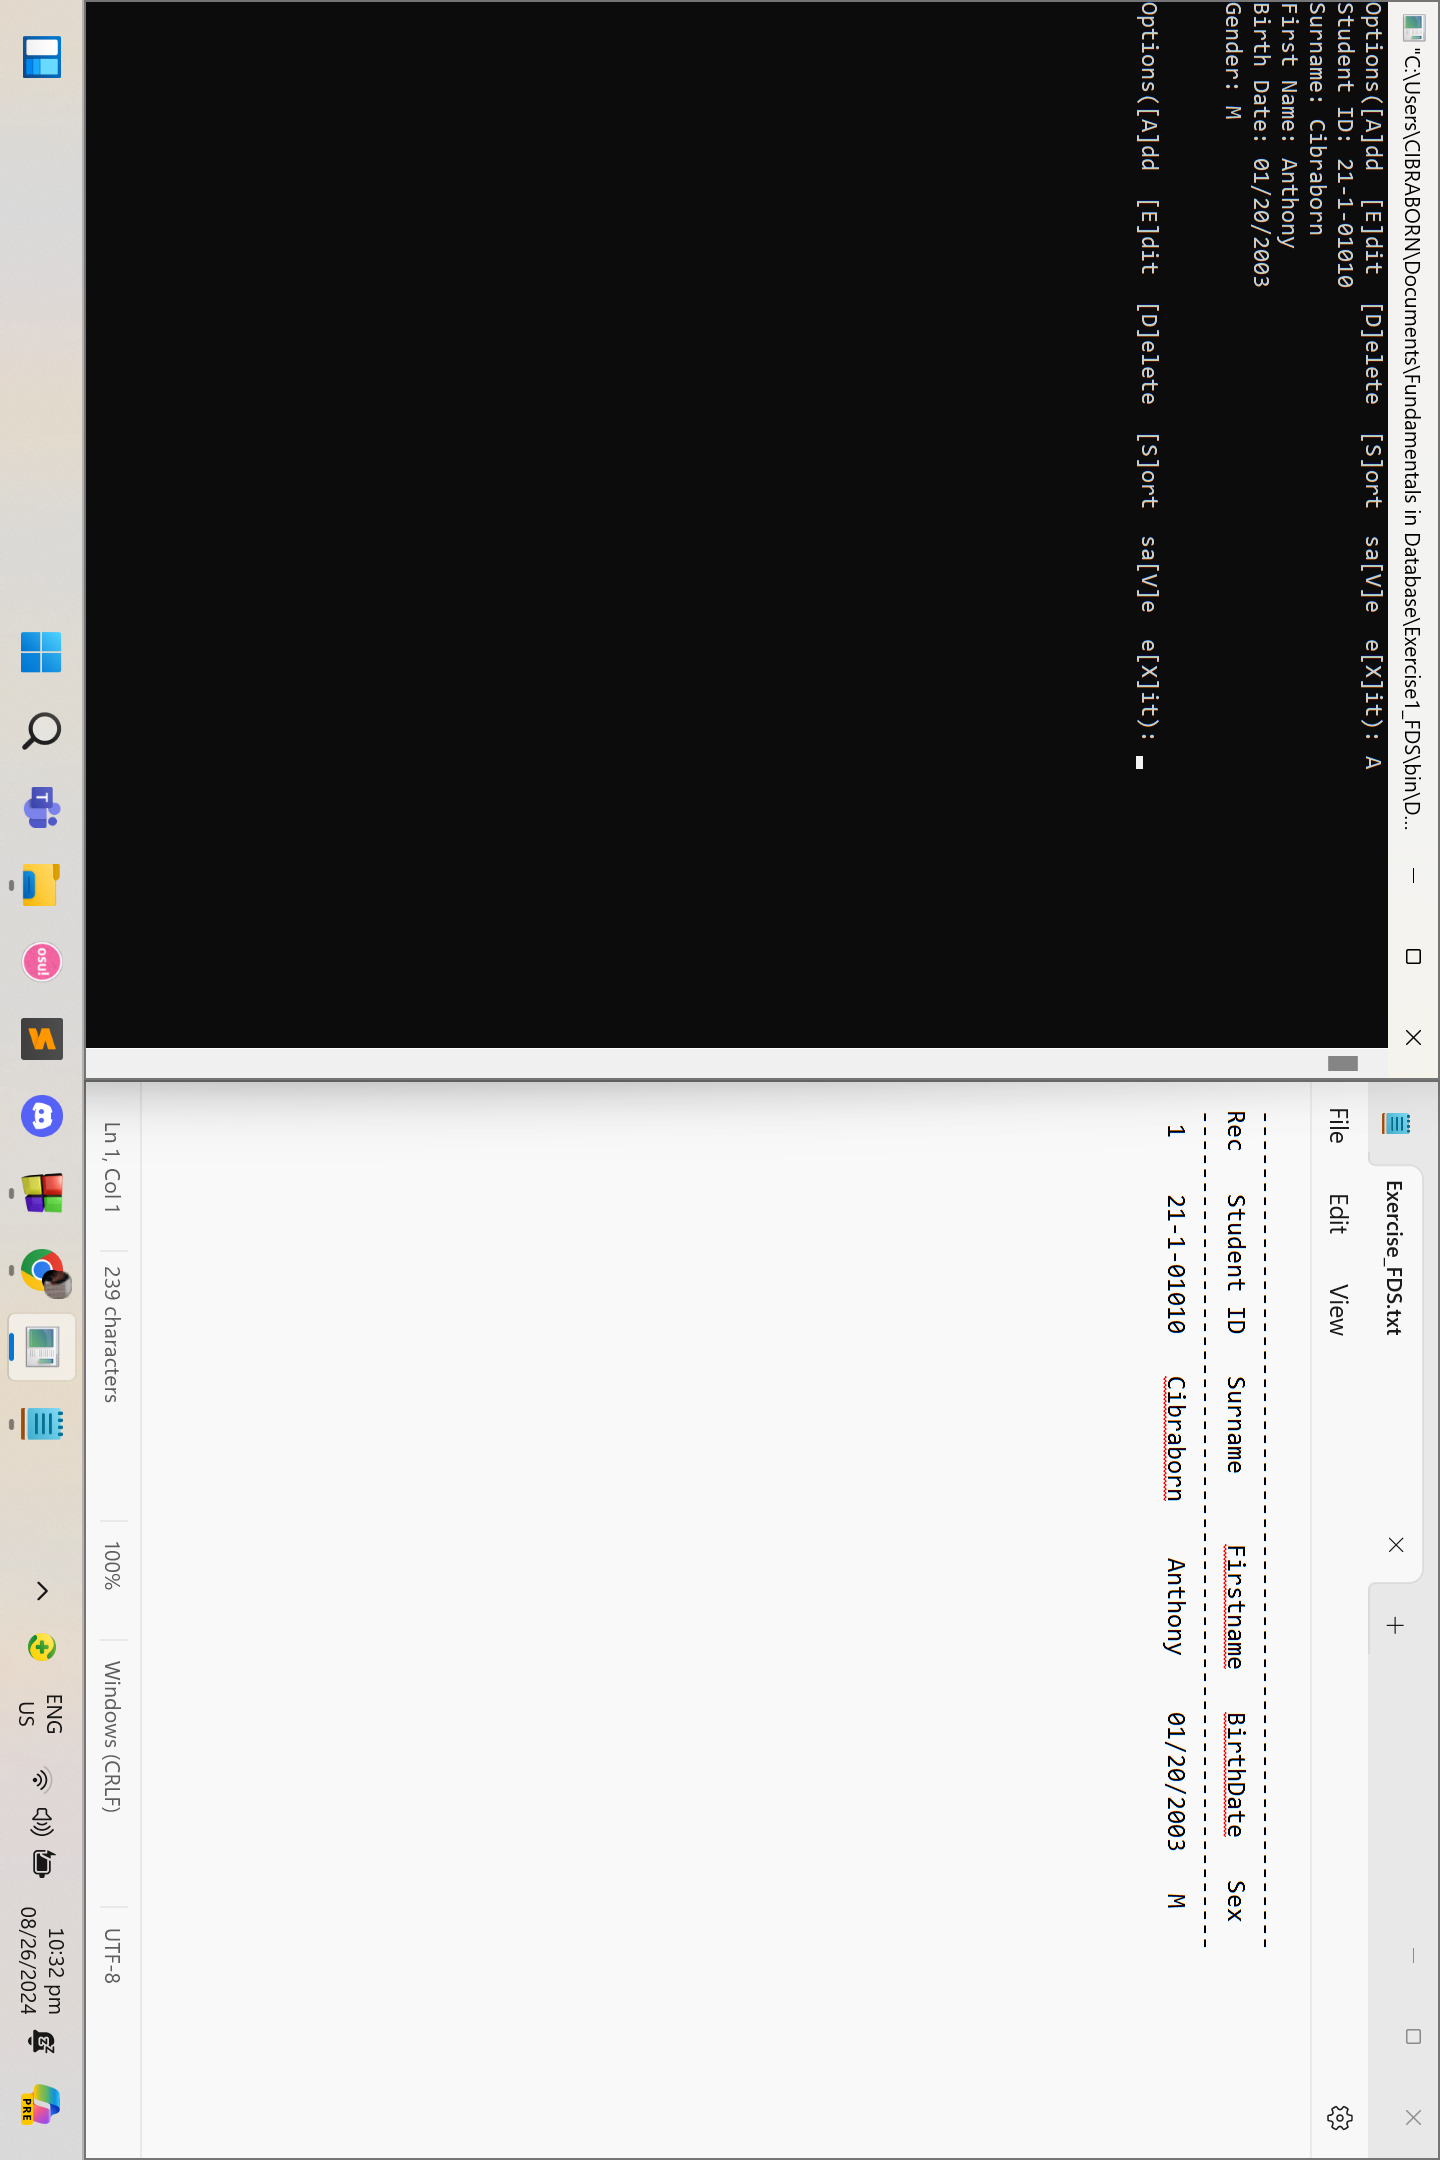 "C:\Users\CIBRABORN\Documents\Fundamentals in Database\Exercise1_FDS\bin\D...
Options([A]dd  [E]dit  [D]elete  [S]ort  sa[V]e  e[X]it): A
Student ID: 21-1-01010
Surname: Cibraborn
First Name: Anthony
Birth Date: 01/20/2003
Gender: M
Options([A]dd  [E]dit  [D]elete  [S]ort  sa[V]e  e[X]it):
Exercise_FDS.txt
File Edit View
------------------------------------------------------------
Rec   Student ID   Surname     Firstname   BirthDate   Sex
------------------------------------------------------------
1     21-1-01010   Cibraborn    Anthony    01/20/2003   M
Ln 1, Col 1 239 characters 100% Windows (CRLF) UTF-8
T
osu!
ENG
US
10:32 pm
08/26/2024
zz
PRE